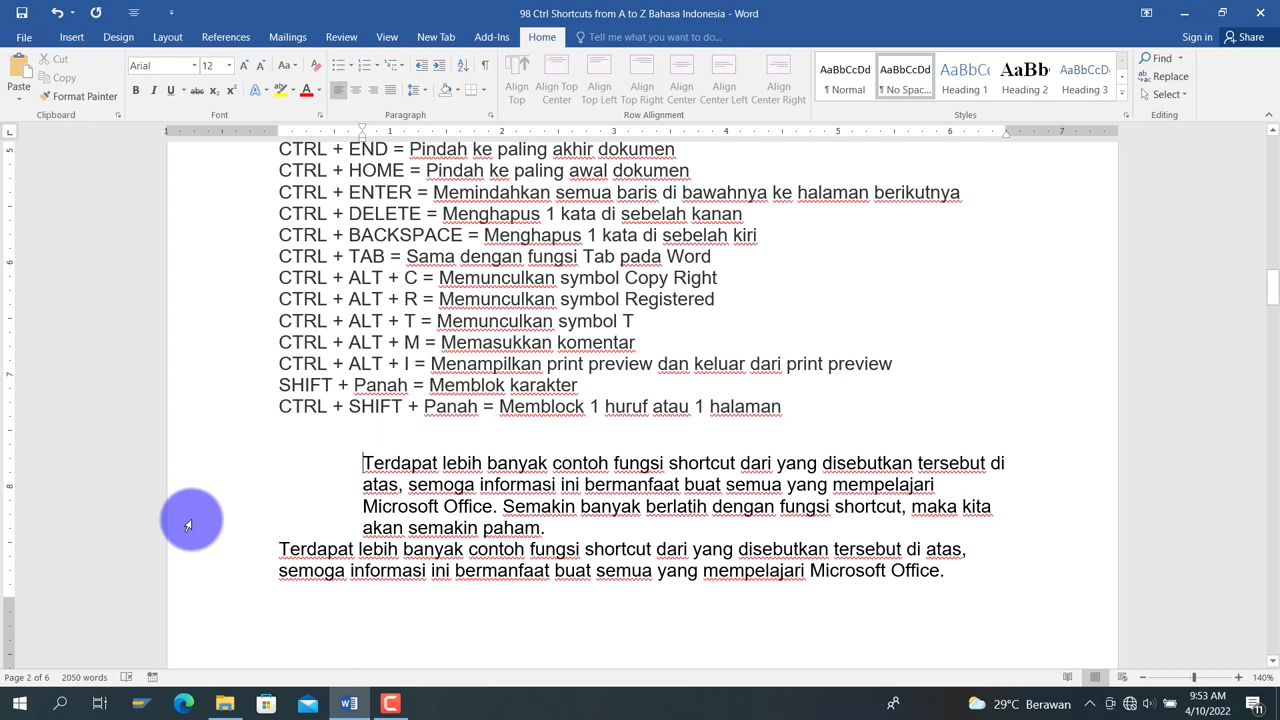 98 Ctrl Shortcuts from A to Z Bahasa Indonesia - Word
File Insert Design Layout References Mailings Review View New Tab Add-Ins Home Tell me what you want to do... Sign in Share
Paste Cut
Copy
Format Painter
Clipboard
Arial 12
Font
Paragraph
Align Top
Align Top Center
Align Top Left
Align Top Right
Align Center
Align Center Left
Align Center Right
Row Alignment
AaBbCcDd ¶ Normal
AaBbCcDd ¶ No Spac...
AaBbCc Heading 1
AaBb Heading 2
AaBbCcD Heading 3
Styles
Find
Replace
Select
Editing
1 1 2 3 4 5 6 7
CTRL + END = Pindah ke paling akhir dokumen
CTRL + HOME = Pindah ke paling awal dokumen
CTRL + ENTER = Memindahkan semua baris di bawahnya ke halaman berikutnya
CTRL + DELETE = Menghapus 1 kata di sebelah kanan
CTRL + BACKSPACE = Menghapus 1 kata di sebelah kiri
CTRL + TAB = Sama dengan fungsi Tab pada Word
CTRL + ALT + C = Memunculkan symbol Copy Right
CTRL + ALT + R = Memunculkan symbol Registered
CTRL + ALT + T = Memunculkan symbol T
CTRL + ALT + M = Memasukkan komentar
CTRL + ALT + I = Menampilkan print preview dan keluar dari print preview
SHIFT + Panah = Memblok karakter
CTRL + SHIFT + Panah = Memblock 1 huruf atau 1 halaman
Terdapat lebih banyak contoh fungsi shortcut dari yang disebutkan tersebut di
atas, semoga informasi ini bermanfaat buat semua yang mempelajari
Microsoft Office. Semakin banyak berlatih dengan fungsi shortcut, maka kita
akan semakin paham.
Terdapat lebih banyak contoh fungsi shortcut dari yang disebutkan tersebut di atas,
semoga informasi ini bermanfaat buat semua yang mempelajari Microsoft Office.
Page 2 of 6 2050 words 140%
29°C Berawan
9:53 AM
4/10/2022